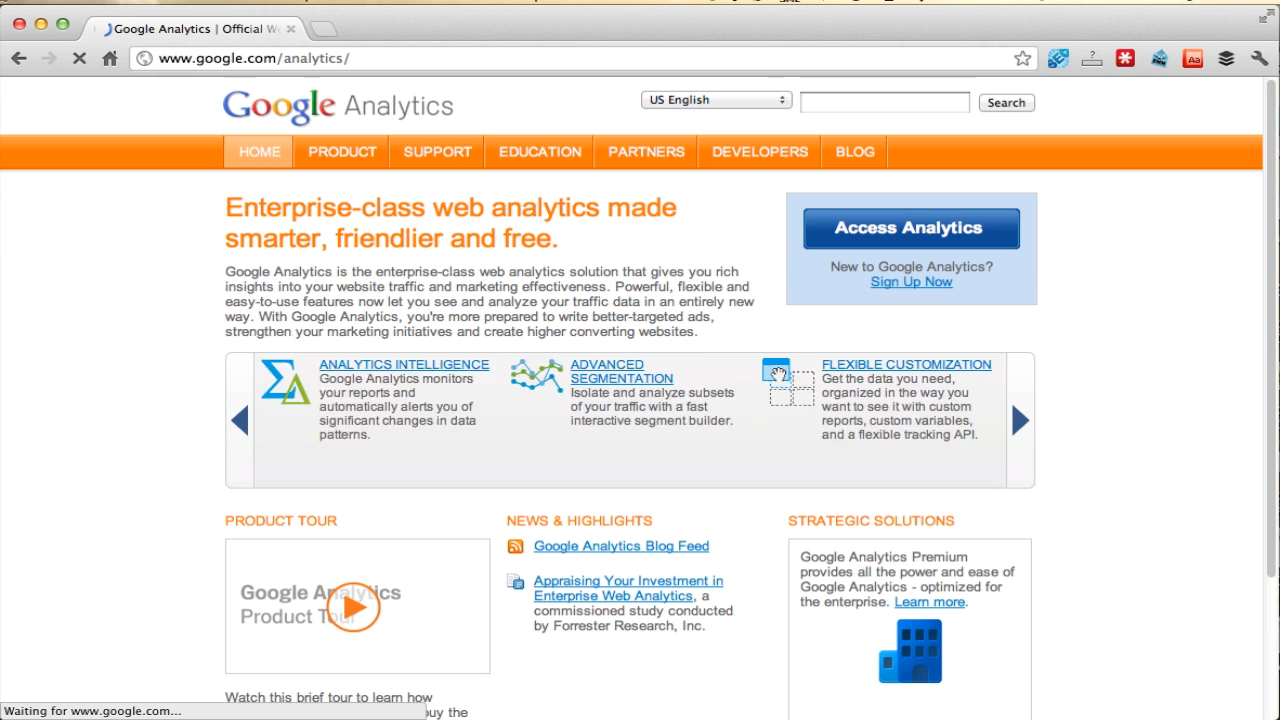 Google Analytics | Official W
www.google.com/analytics/
Google Analytics
US English
Search
HOME PRODUCT SUPPORT EDUCATION PARTNERS DEVELOPERS BLOG
Enterprise-class web analytics made
smarter, friendlier and free.
Google Analytics is the enterprise-class web analytics solution that gives you rich
insights into your website traffic and marketing effectiveness. Powerful, flexible and
easy-to-use features now let you see and analyze your traffic data in an entirely new
way. With Google Analytics, you're more prepared to write better-targeted ads,
strengthen your marketing initiatives and create higher converting websites.
Access Analytics
New to Google Analytics?
Sign Up Now
ANALYTICS INTELLIGENCE
Google Analytics monitors
your reports and
automatically alerts you of
significant changes in data
patterns.
ADVANCED
SEGMENTATION
Isolate and analyze subsets
of your traffic with a fast
interactive segment builder.
FLEXIBLE CUSTOMIZATION
Get the data you need,
organized in the way you
want to see it with custom
reports, custom variables,
and a flexible tracking API.
PRODUCT TOUR
Google Analytics
Product Tour
Watch this brief tour to learn how
buy the
NEWS & HIGHLIGHTS
Google Analytics Blog Feed
Appraising Your Investment in
Enterprise Web Analytics, a
commissioned study conducted
by Forrester Research, Inc.
STRATEGIC SOLUTIONS
Google Analytics Premium
provides all the power and ease of
Google Analytics - optimized for
the enterprise. Learn more.
Waiting for www.google.com...